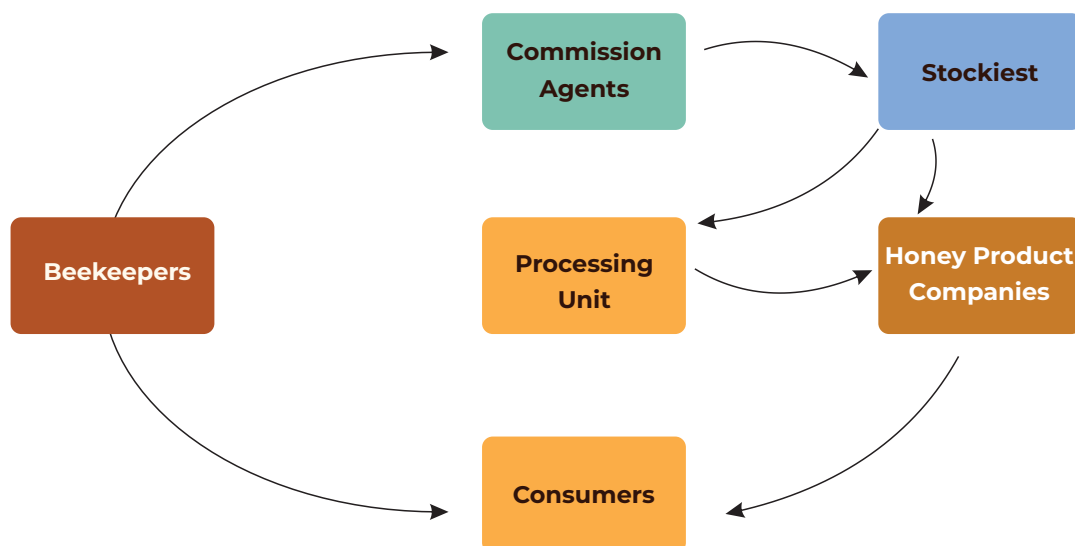 Commission
Agents
Stockiest
Beekeepers
Processing
Unit
Honey Product
Companies
Consumers